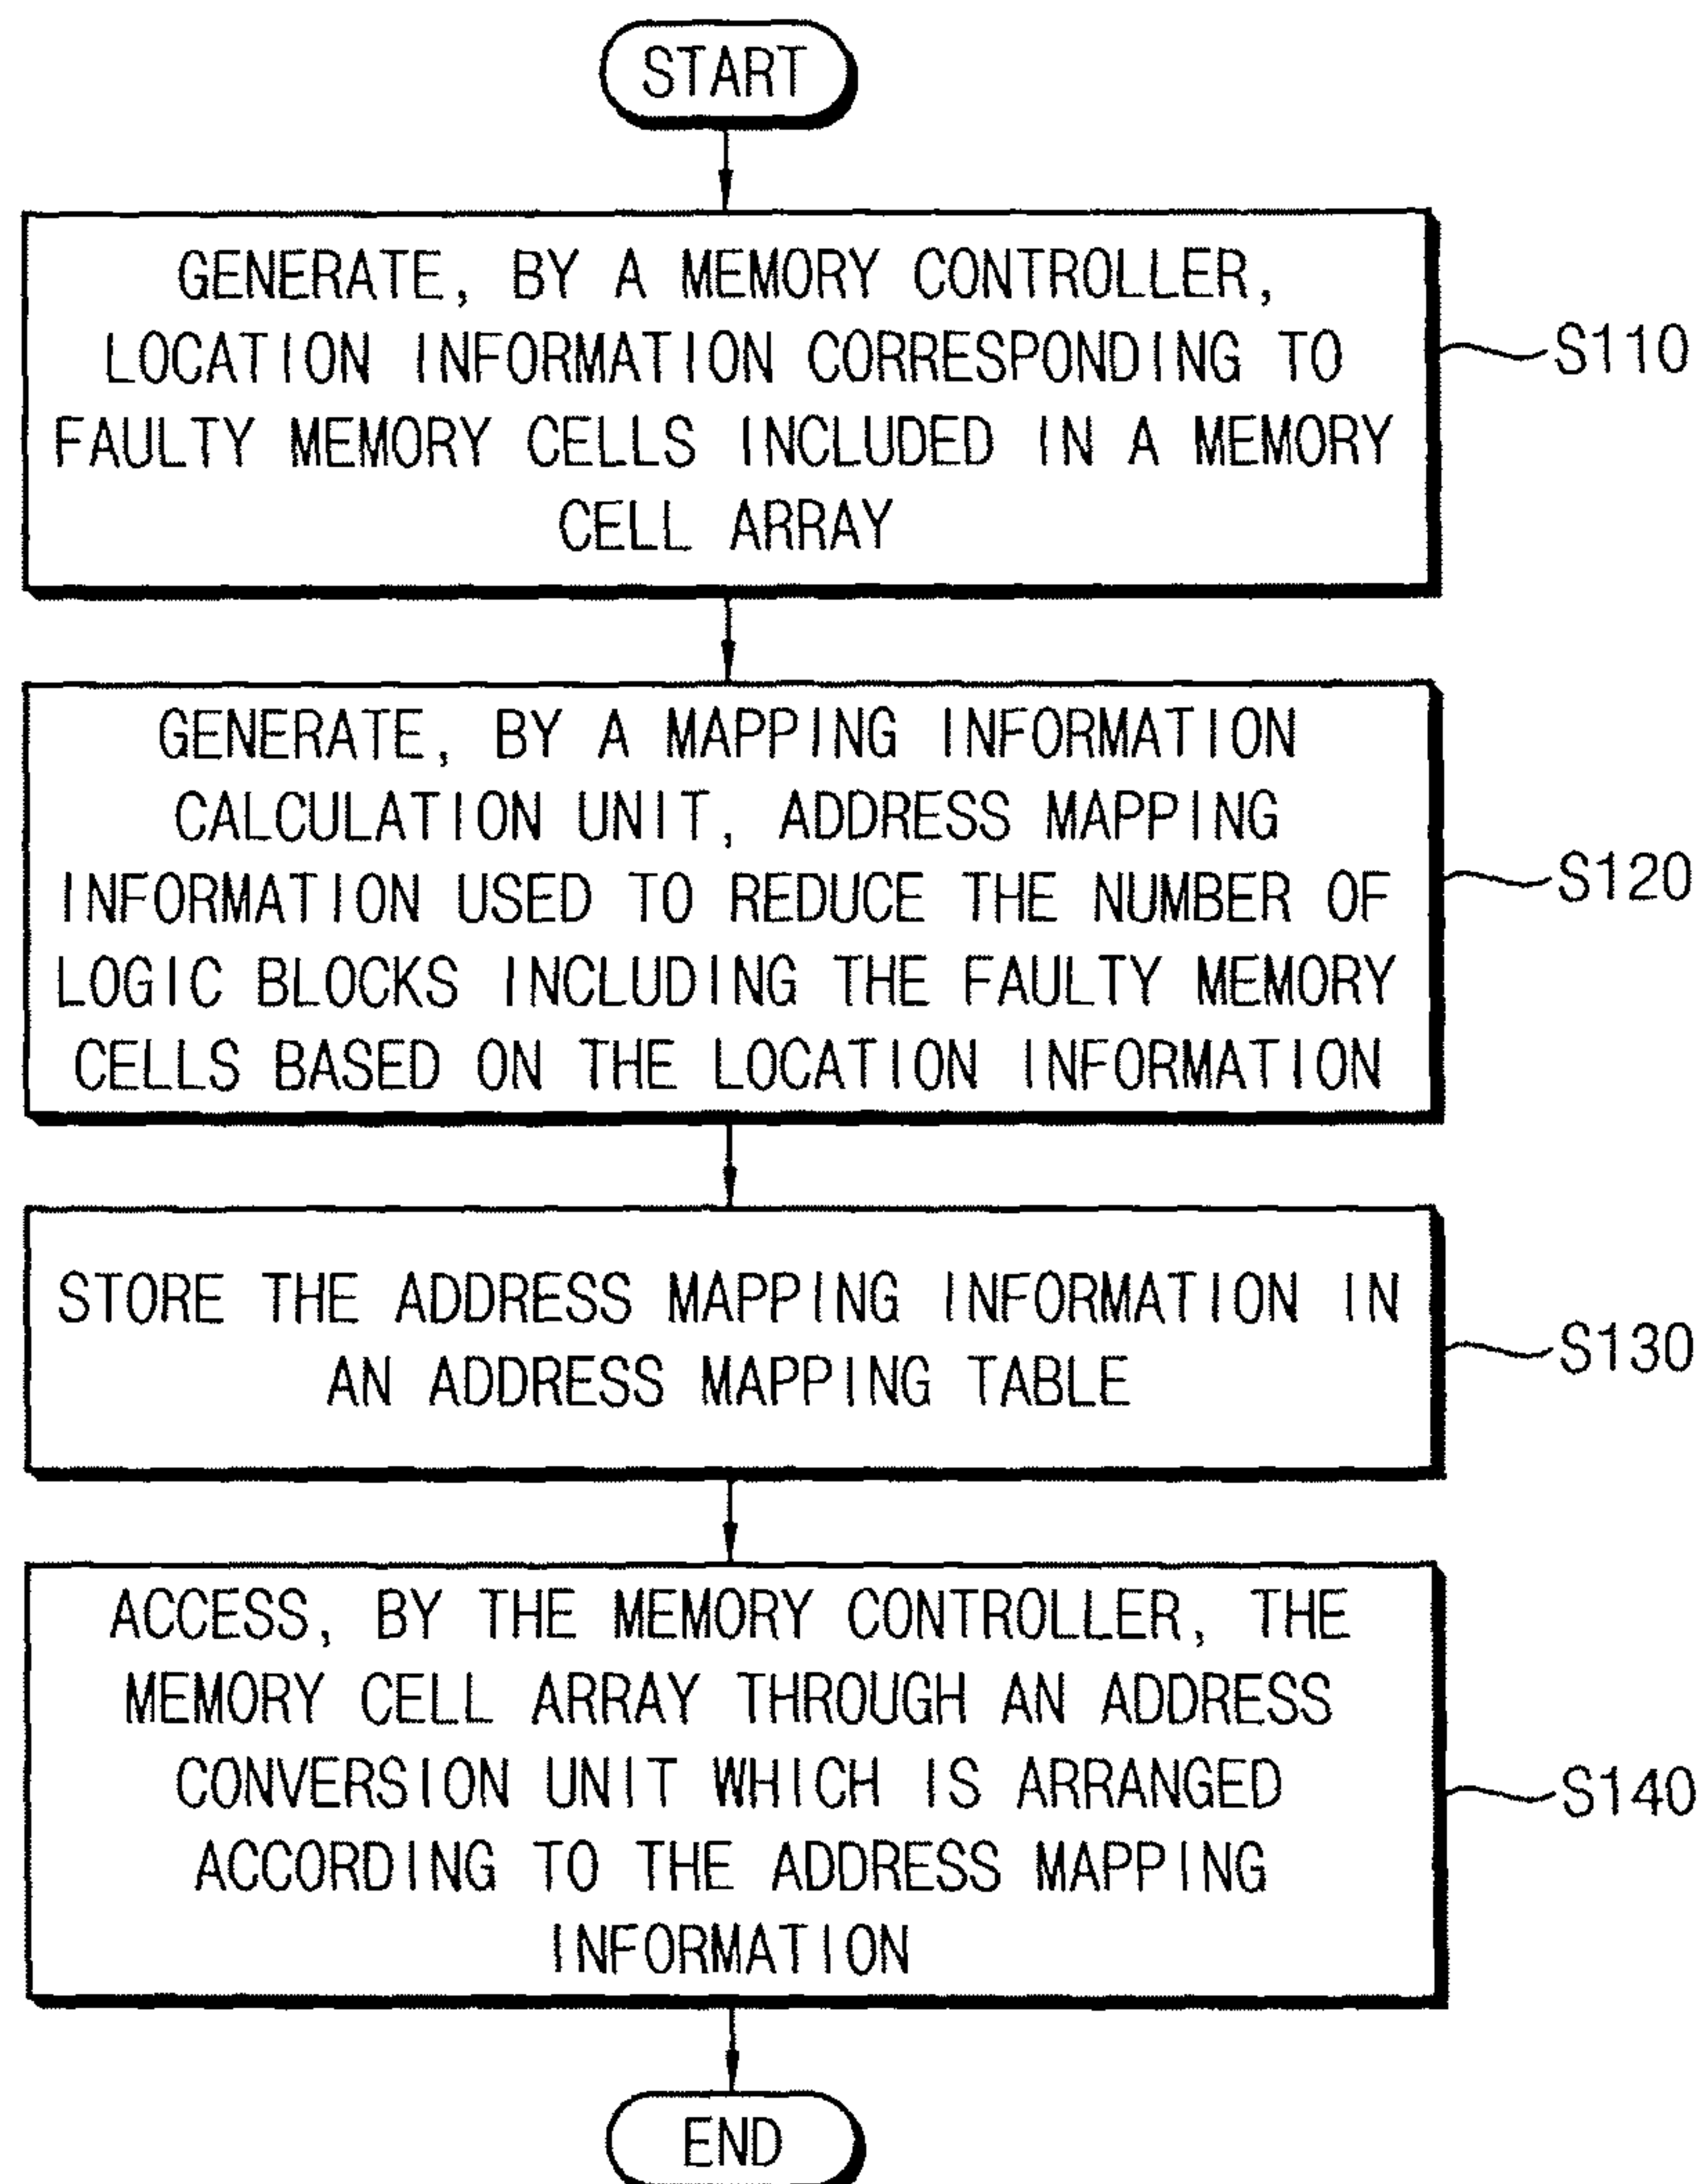 START
GENERATE, BY A MEMORY CONTROLLER,
LOCATION INFORMATION CORRESPONDING TO
FAULTY MEMORY CELLS INCLUDED IN A MEMORY
CELL ARRAY
S110
GENERATE, BY A MAPPING INFORMATION
CALCULATION UNIT, ADDRESS MAPPING
INFORMATION USED TO REDUCE THE NUMBER OF
LOGIC BLOCKS INCLUDING THE FAULTY MEMORY
CELLS BASED ON THE LOCATION INFORMATION
S120
STORE THE ADDRESS MAPPING INFORMATION IN
AN ADDRESS MAPPING TABLE
S130
ACCESS, BY THE MEMORY CONTROLLER, THE
MEMORY CELL ARRAY THROUGH AN ADDRESS
CONVERSION UNIT WHICH IS ARRANGED
ACCORDING TO THE ADDRESS MAPPING
INFORMATION
S140
END